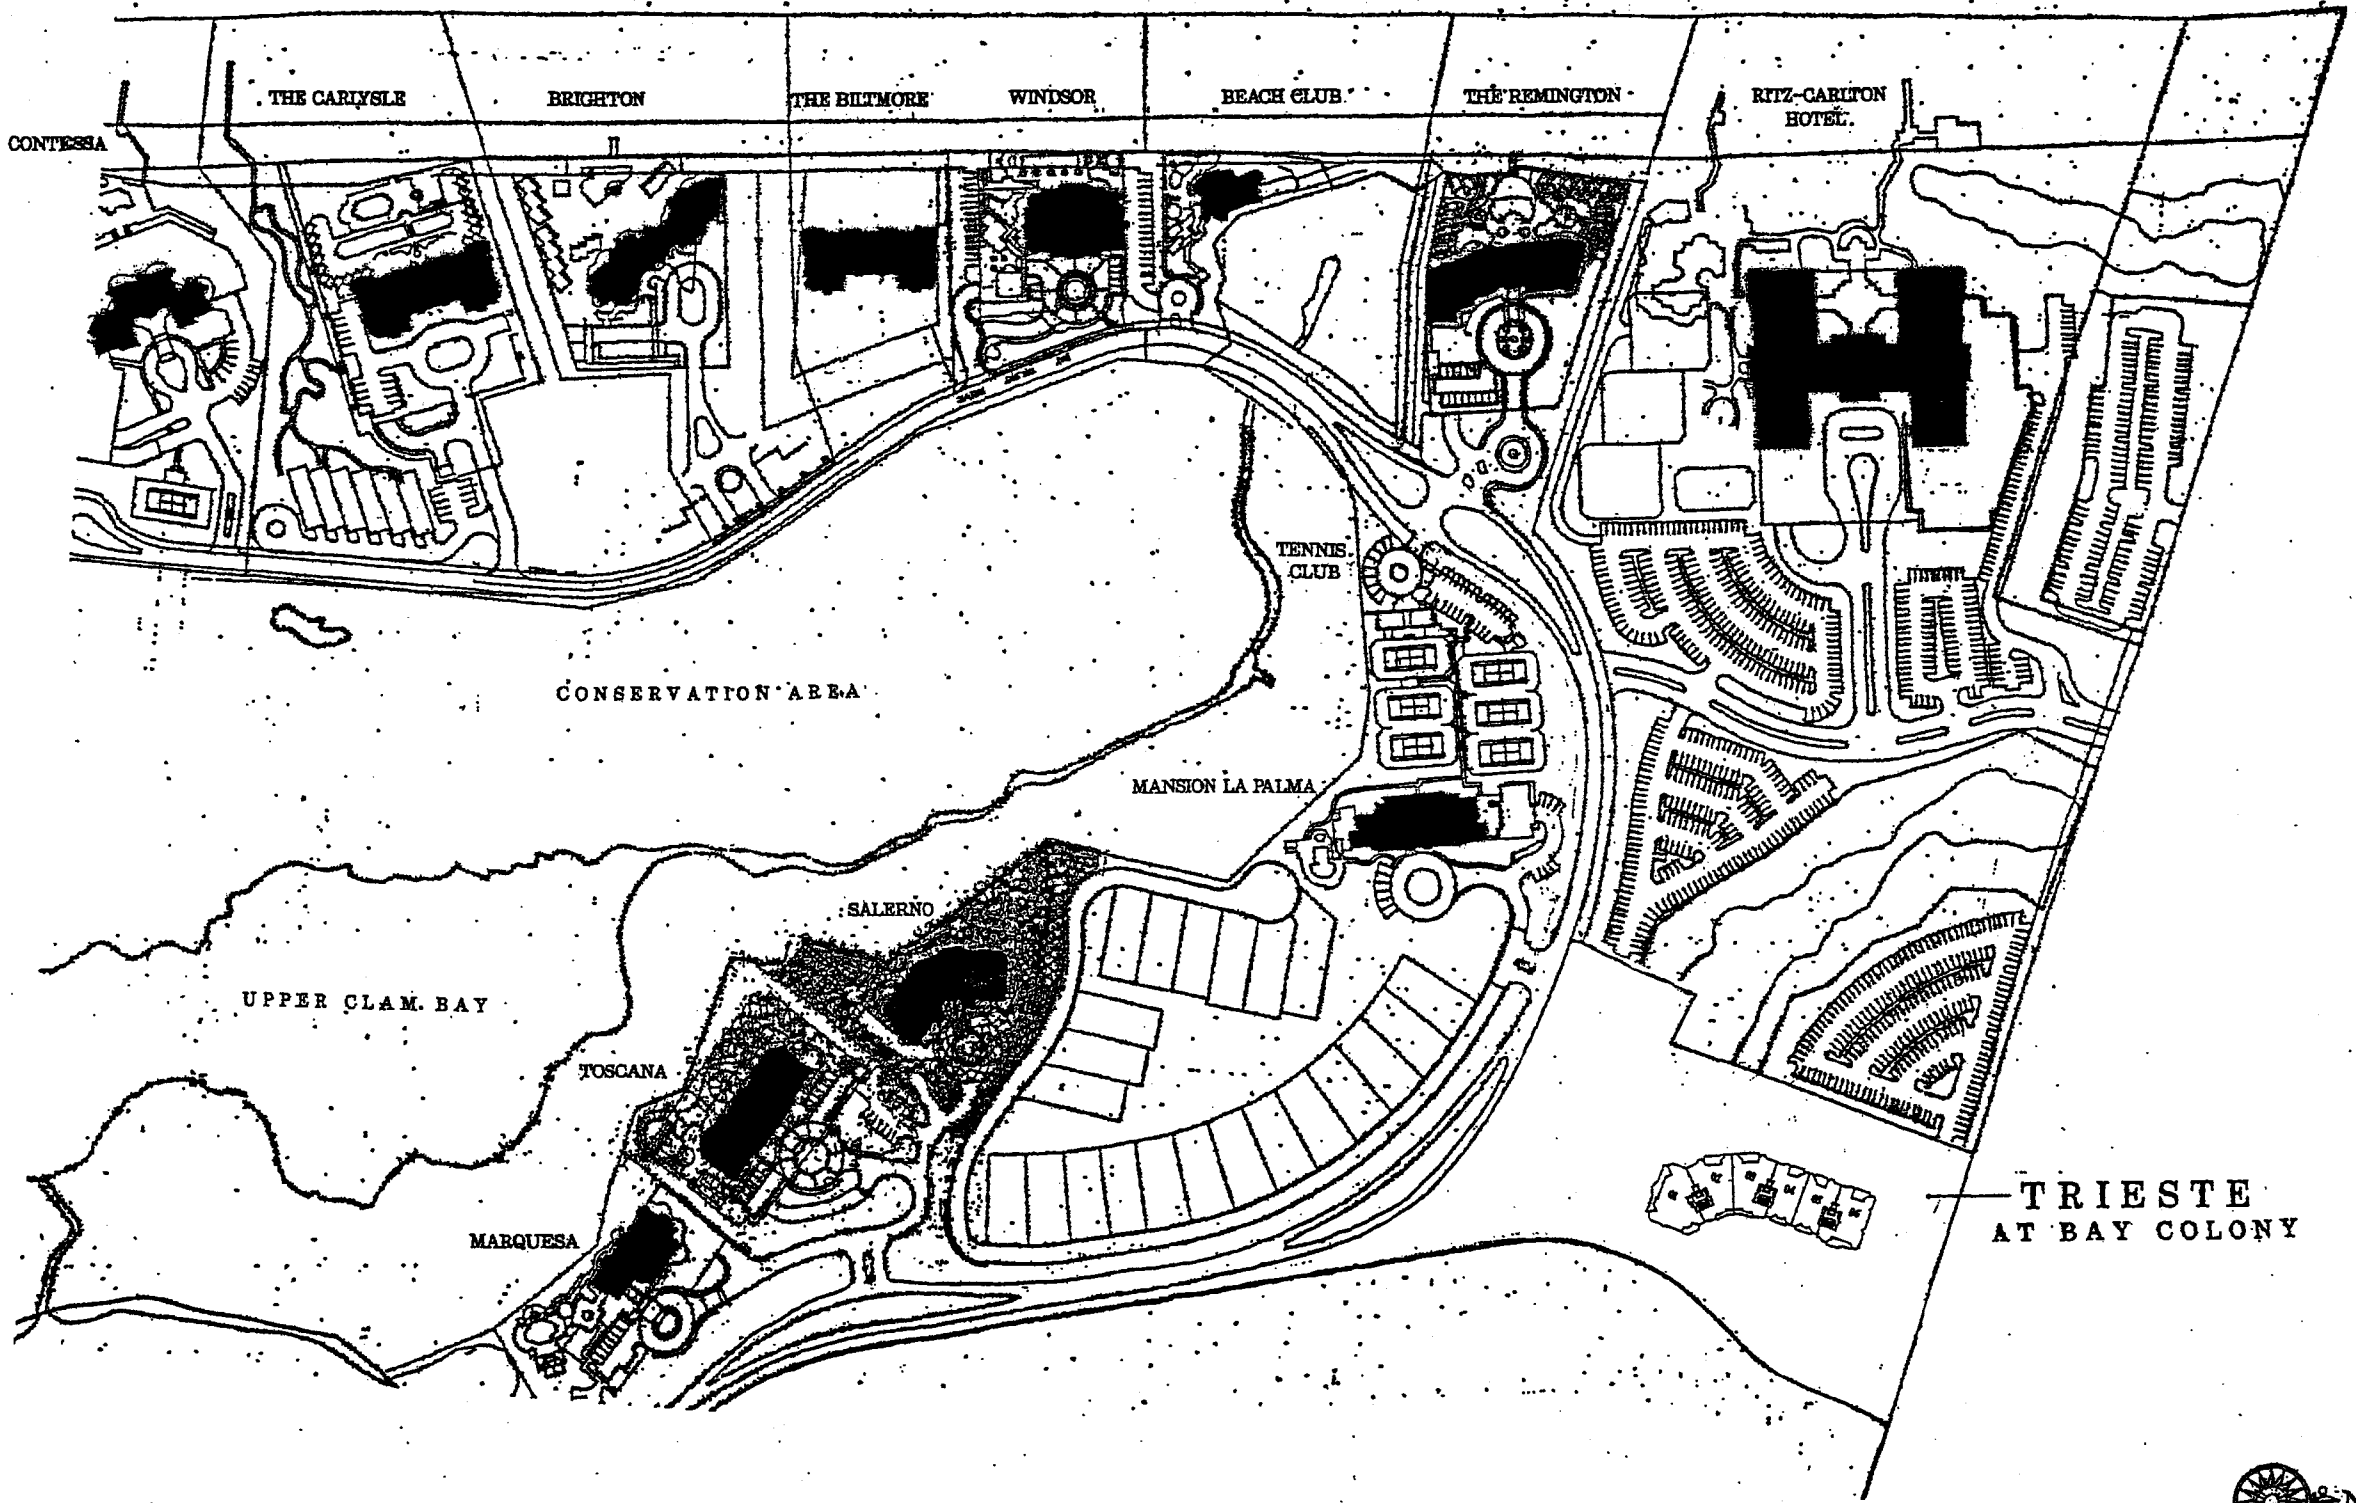 THE CARLYSLE
BRIGHTON
THE BILTMORE
WINDSOR
BEACH CLUB
THE REMINGTON
RITZ-CARLTON
HOTEL
CONTESSA
TENNIS
CLUB
CONSERVATION AREA
MANSION LA PALMA
SALERNO
UPPER CLAM BAY
TOSCANA
TRIESTE
AT BAY COLONY
MARQUESA
N